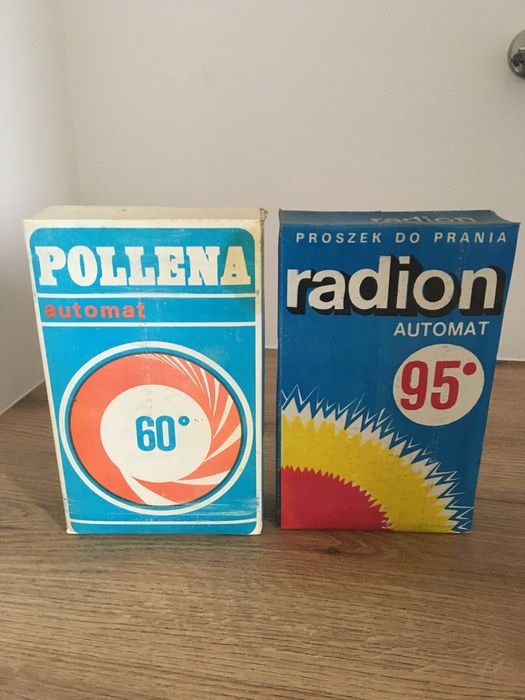 POLLENA
automat
60°
radion
PROSZEK DO PRANIA
radion
AUTOMAT
95°